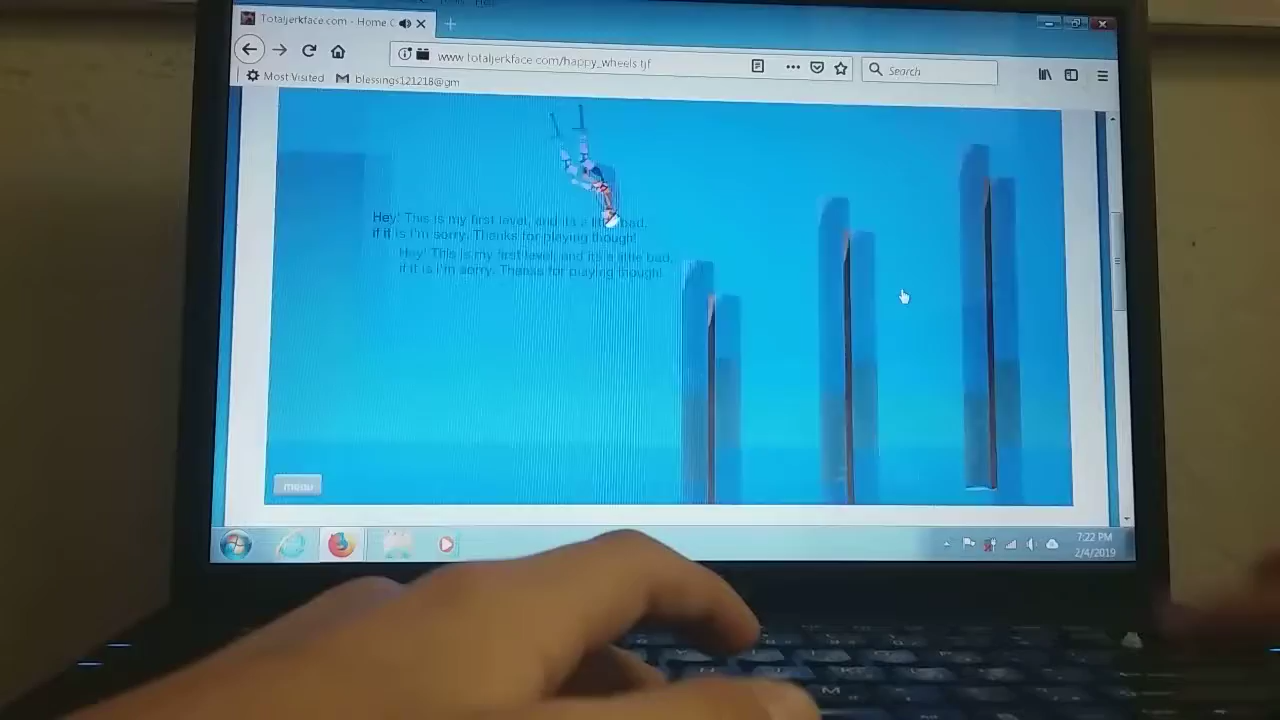 Totaljerkface.com - Home
www.totaljerkface.com/happy_wheels.tjf
Search
Most Visited
blessings121218@gm
Hey! This is my first level, and its a little bad,
if it is I'm sorry. Thanks for playing though!
Hey! This is my first level, and its a little bad,
if it is I'm sorry. Thanks for playing though!
menu
7:22 PM
2/4/2019
M